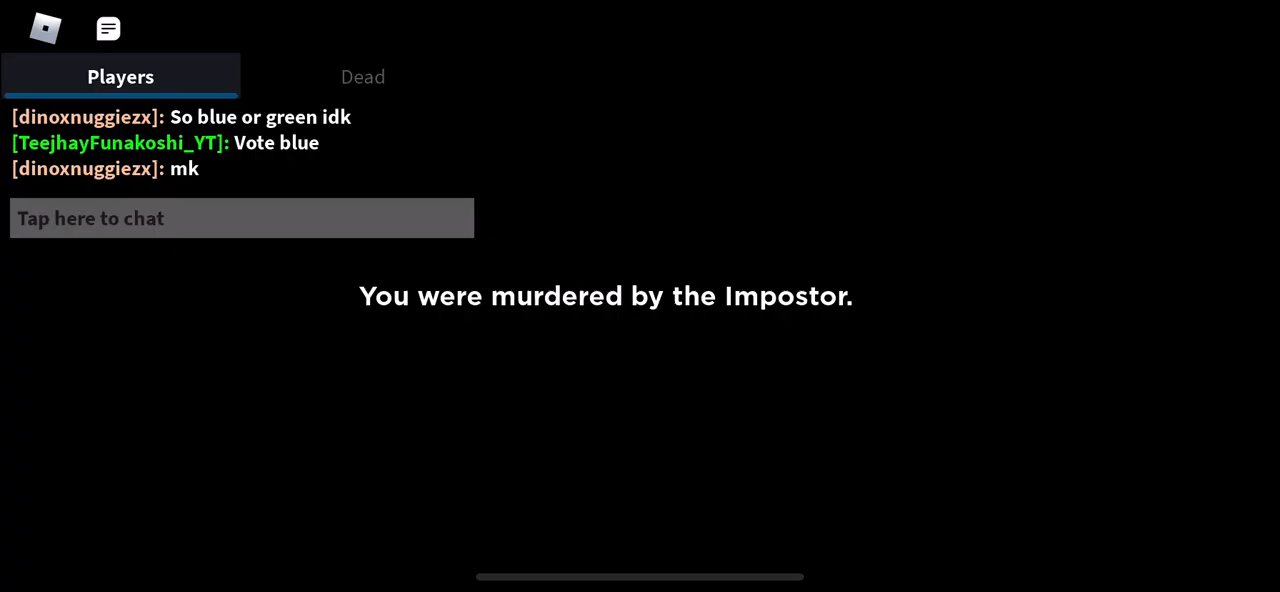 Players
Dead
[dinoxnuggiezx]: So blue or green idk
[TeejhayFunakoshi_YT]: Vote blue
[dinoxnuggiezx]: mk
Tap here to chat
You were murdered by the Impostor.